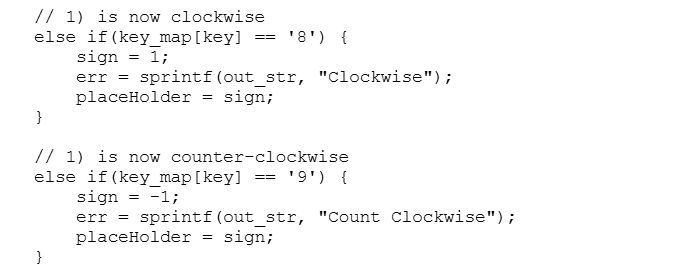 // 1) is now clockwise
else if(key_map[key] == '8') {
    sign = 1;
    err = sprintf(out_str, "Clockwise");
    placeHolder = sign;
}

// 1) is now counter-clockwise
else if(key_map[key] == '9') {
    sign = -1;
    err = sprintf(out_str, "Count Clockwise");
    placeHolder = sign;
}